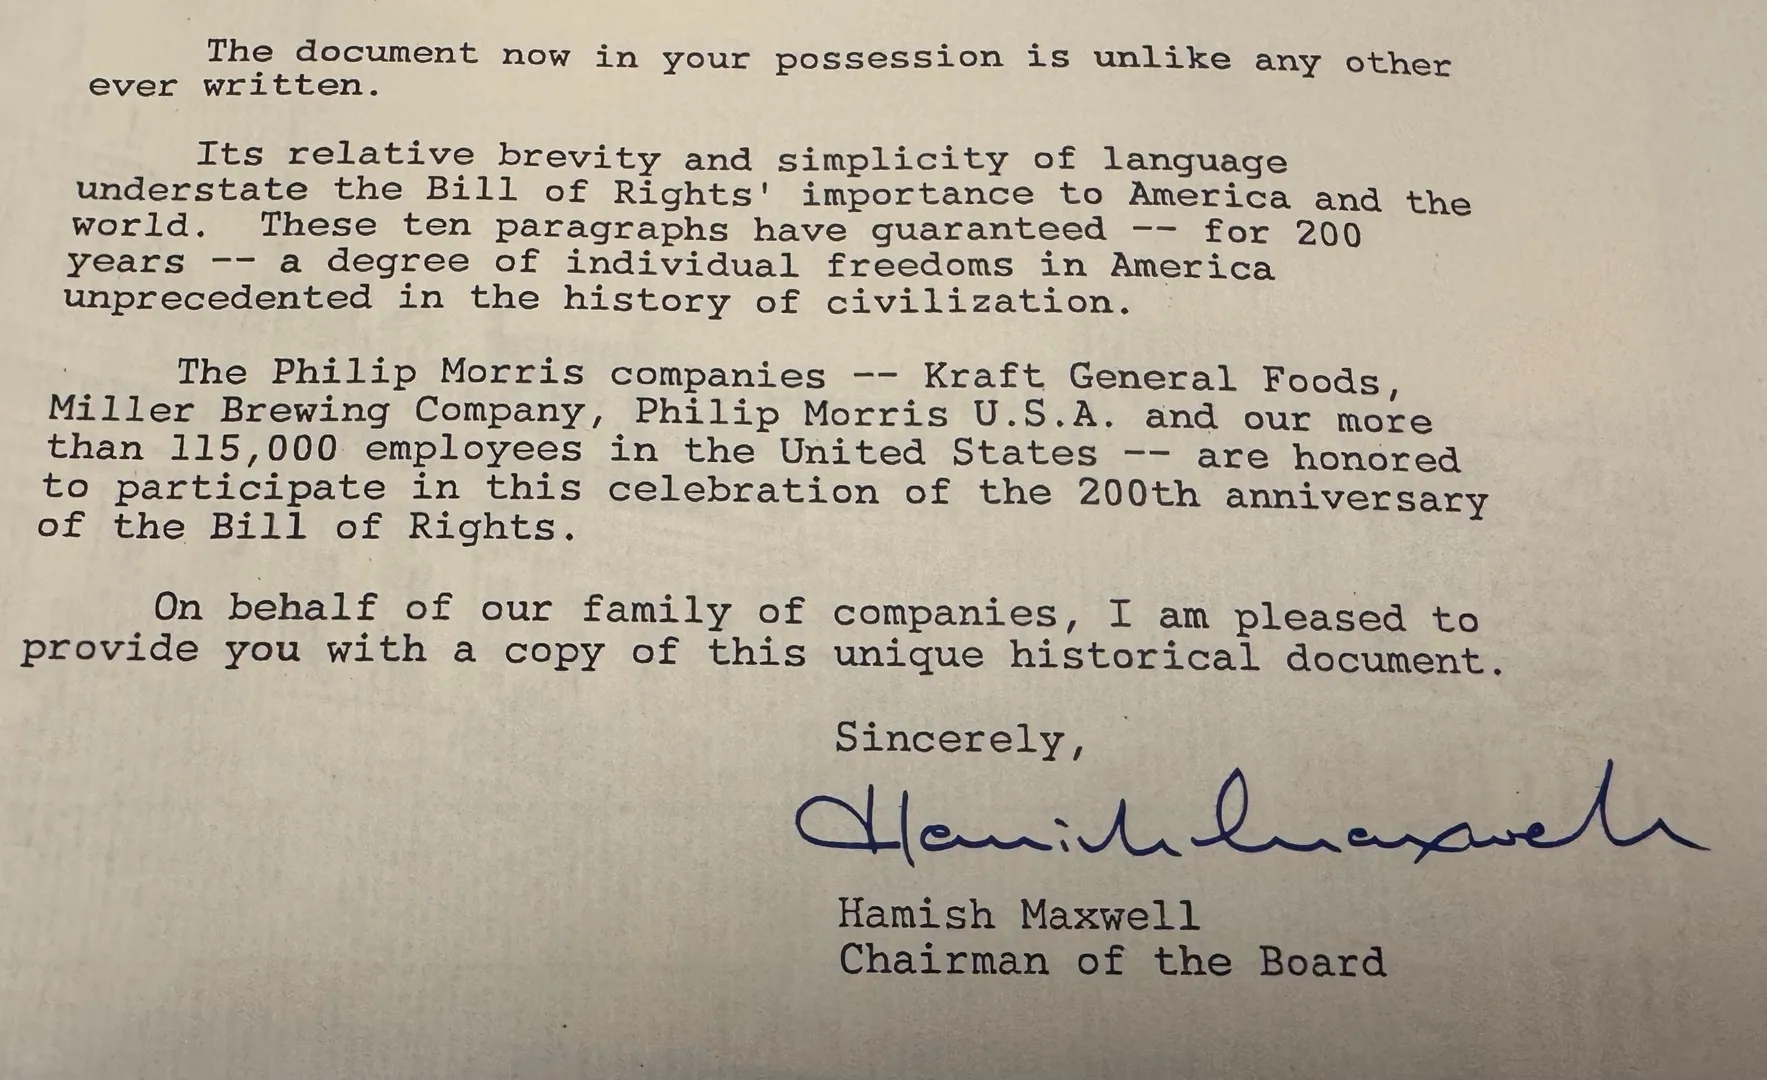 The document now in your possession is unlike any other
ever written.
Its relative brevity and simplicity of language
understate the Bill of Rights' importance to America and the
world. These ten paragraphs have guaranteed -- for 200
years -- a degree of individual freedoms in America
unprecedented in the history of civilization.
The Philip Morris companies -- Kraft General Foods,
Miller Brewing Company, Philip Morris U.S.A. and our more
than 115,000 employees in the United States -- are honored
to participate in this celebration of the 200th anniversary
of the Bill of Rights.
On behalf of our family of companies, I am pleased to
provide you with a copy of this unique historical document.
Sincerely,
Hamish Maxwell
Hamish Maxwell
Chairman of the Board